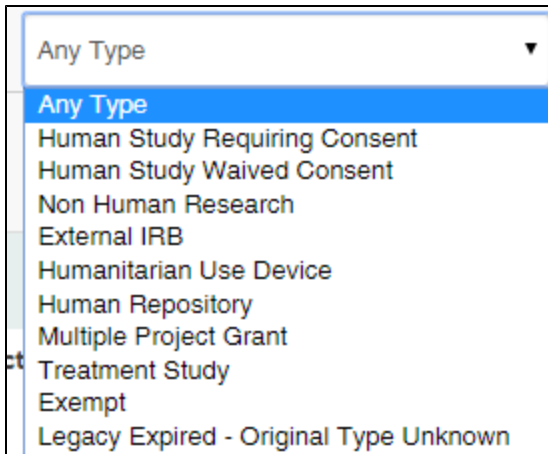 Any Type
Any Type
Human Study Requiring Consent
Human Study Waived Consent
Non Human Research
External IRB
Humanitarian Use Device
Human Repository
Multiple Project Grant
ct
Treatment Study
Exempt
Legacy Expired - Original Type Unknown